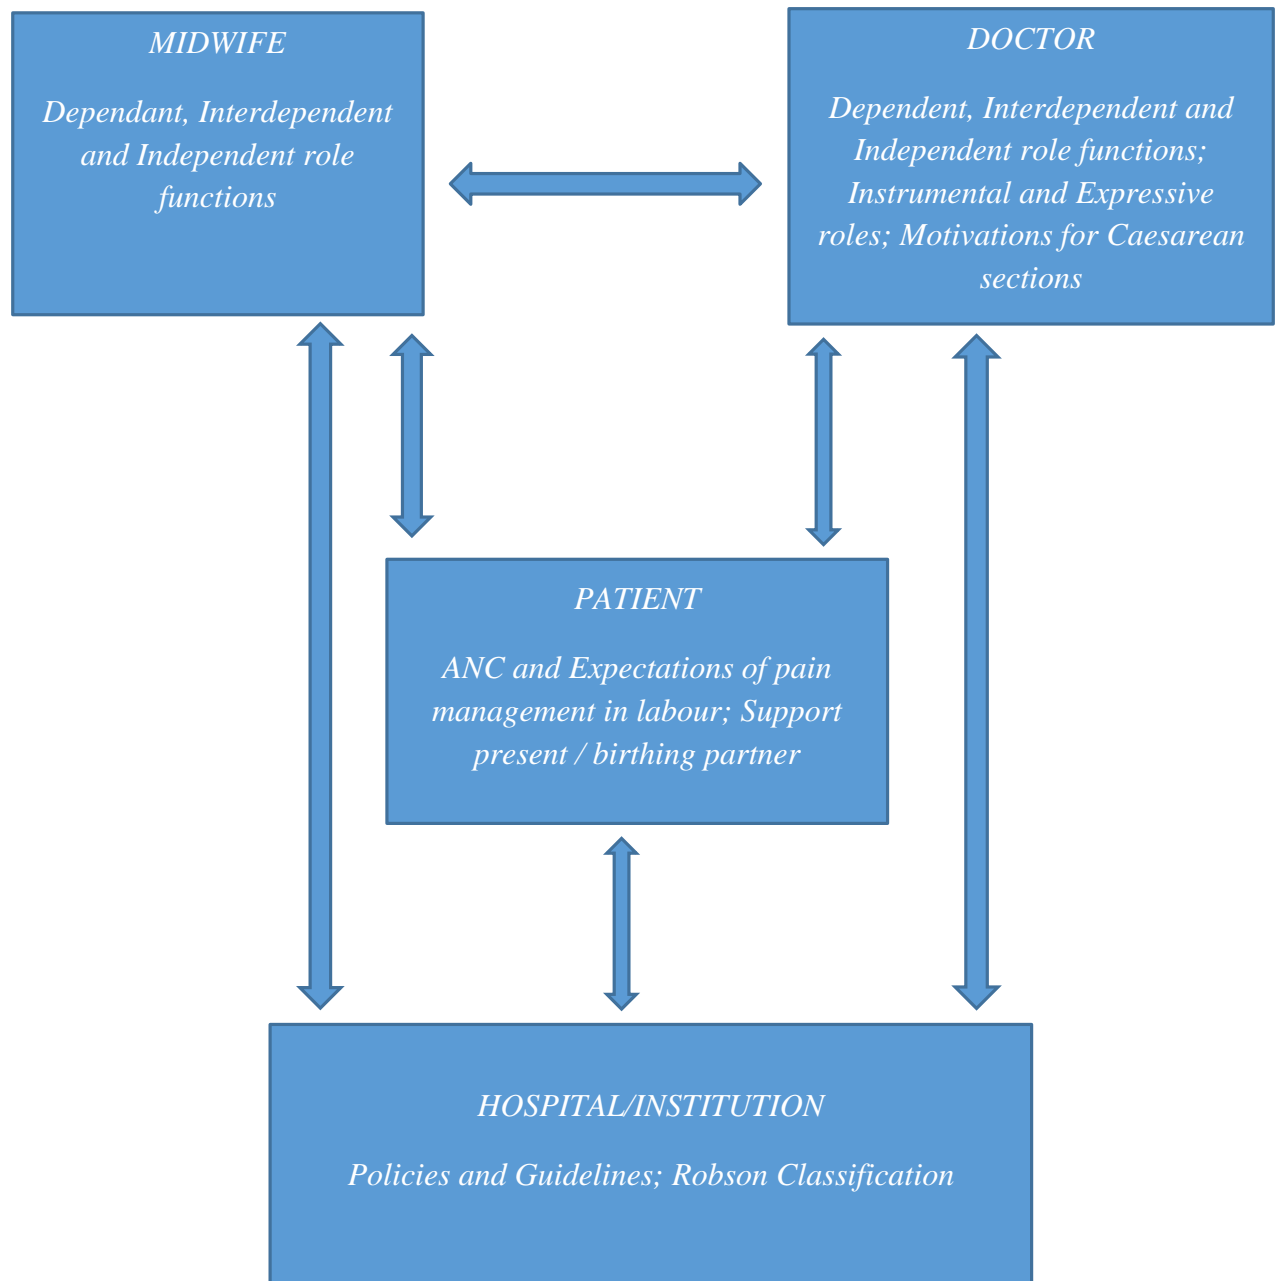 MIDWIFE
Dependant, Interdependent
and Independent role
functions
DOCTOR
Dependent, Interdependent and
Independent role functions;
Instrumental and Expressive
roles; Motivations for Caesarean
sections
PATIENT
ANC and Expectations of pain
management in labour; Support
present / birthing partner
HOSPITAL/INSTITUTION
Policies and Guidelines; Robson Classification